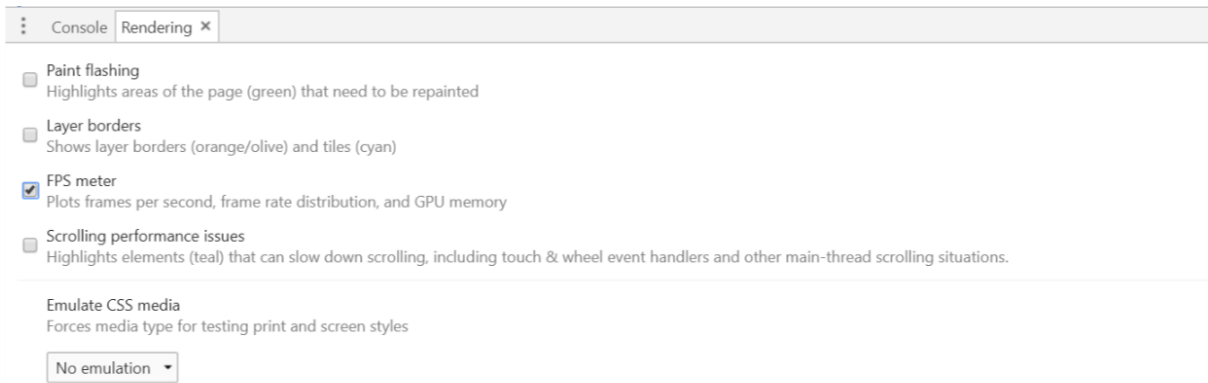 Console Rendering ×
Paint flashing
Highlights areas of the page (green) that need to be repainted
Layer borders
Shows layer borders (orange/olive) and tiles (cyan)
FPS meter
Plots frames per second, frame rate distribution, and GPU memory
Scrolling performance issues
Highlights elements (teal) that can slow down scrolling, including touch & wheel event handlers and other main-thread scrolling situations.
Emulate CSS media
Forces media type for testing print and screen styles
No emulation